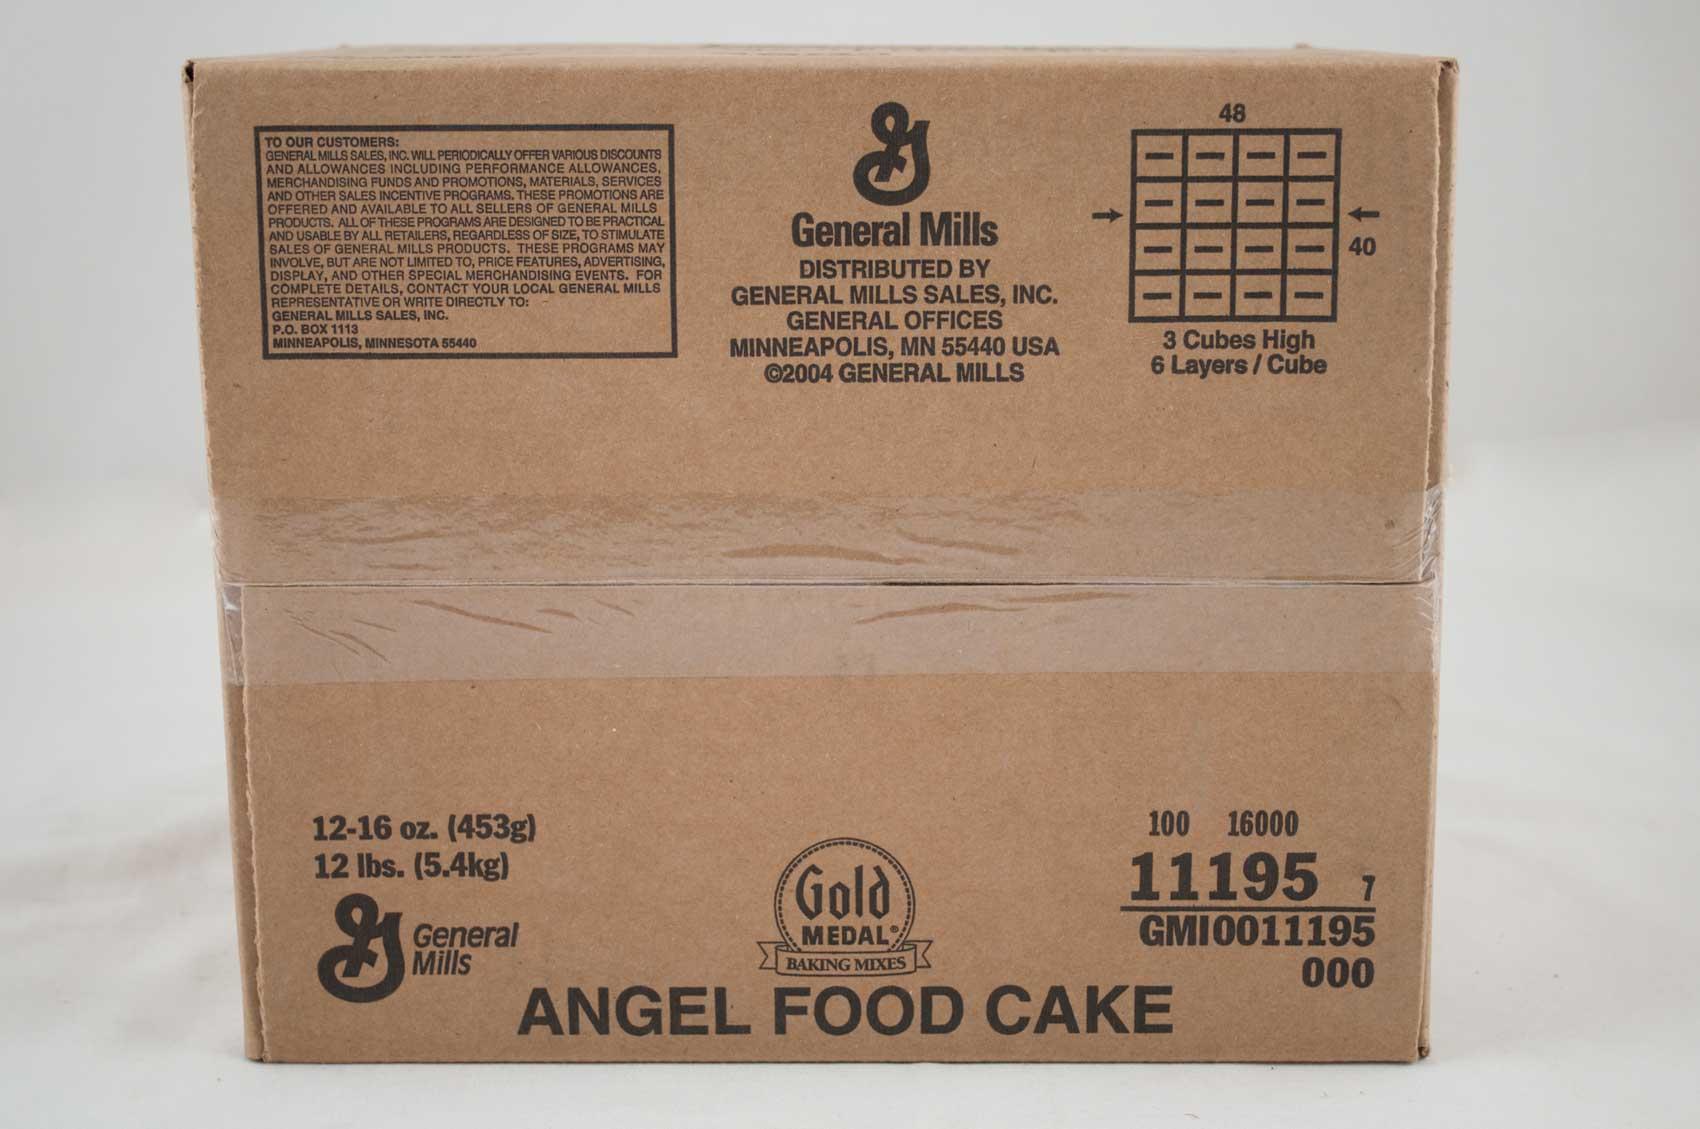 TO OUR CUSTOMERS:
GENERAL MILLS SALES, INC. WILL PERIODICALLY OFFER VARIOUS DISCOUNTS
AND ALLOWANCES INCLUDING PERFORMANCE ALLOWANCES,
MERCHANDISING FUNDS AND PROMOTIONS, MATERIALS, SERVICES
AND OTHER SALES INCENTIVE PROGRAMS. THESE PROMOTIONS ARE
OFFERED AND AVAILABLE TO ALL SELLERS OF GENERAL MILLS
PRODUCTS. ALL OF THESE PROGRAMS ARE DESIGNED TO BE PRACTICAL
AND USABLE BY ALL RETAILERS, REGARDLESS OF SIZE, TO STIMULATE
SALES OF GENERAL MILLS PRODUCTS. THESE PROGRAMS MAY
INVOLVE, BUT ARE NOT LIMITED TO, PRICE FEATURES, ADVERTISING,
DISPLAY, AND OTHER SPECIAL MERCHANDISING EVENTS. FOR
COMPLETE DETAILS, CONTACT YOUR LOCAL GENERAL MILLS
REPRESENTATIVE OR WRITE DIRECTLY TO:
GENERAL MILLS SALES, INC.
P.O. BOX 1113
MINNEAPOLIS, MINNESOTA 55440
G
General Mills
DISTRIBUTED BY
GENERAL MILLS SALES, INC.
GENERAL OFFICES
MINNEAPOLIS, MN 55440 USA
©2004 GENERAL MILLS
48
40
3 Cubes High
6 Layers / Cube
12-16 oz. (453g)
12 lbs. (5.4kg)
G
General
Mills
Gold
MEDAL®
BAKING MIXES
100 16000
11195 7
GMI0011195
000
ANGEL FOOD CAKE